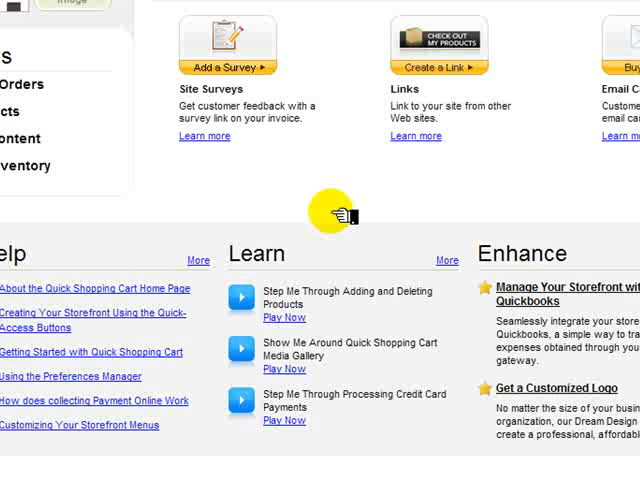 Image
s
Orders
cts
ontent
ventory
Add a Survey
Site Surveys
Get customer feedback with a
survey link on your invoice.
Learn more
CHECK OUT
MY PRODUCTS
Create a Link
Links
Link to your site from other
Web sites.
Learn more
Buy
Email Ca
Custome
email car
Learn m
elp
More
About the Quick Shopping Cart Home Page
Creating Your Storefront Using the Quick-
Access Buttons
Getting Started with Quick Shopping Cart
Using the Preferences Manager
How does collecting Payment Online Work
Customizing Your Storefront Menus
Learn
More
Step Me Through Adding and Deleting
Products
Play Now
Show Me Around Quick Shopping Cart
Media Gallery
Play Now
Step Me Through Processing Credit Card
Payments
Play Now
Enhance
Manage Your Storefront wit
Quickbooks
Seamlessly integrate your store
Quickbooks, a simple way to tra
expenses obtained through you
gateway.
Get a Customized Logo
No matter the size of your busin
organization, our Dream Design
create a professional, affordabl